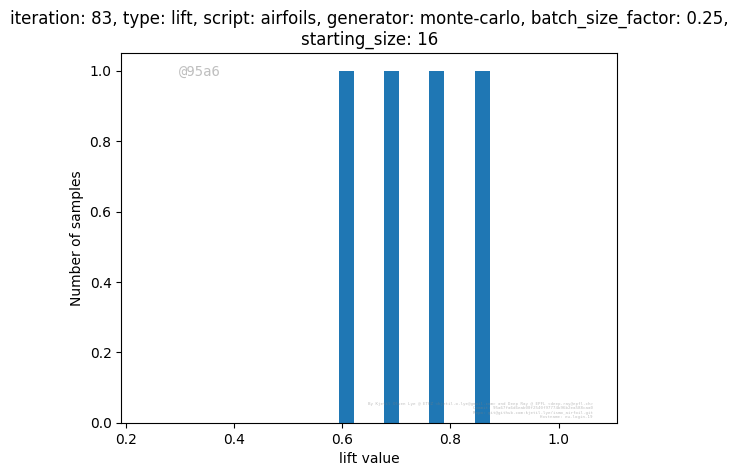 iteration: 83, type: lift, script: airfoils, generator: monte-carlo, batch_size_factor: 0.25,
starting_size: 16
@95a6
1.0
0.8
0.6
0.4
0.2
0.0
Number of samples
0.2 0.4 0.6 0.8 1.0
lift value